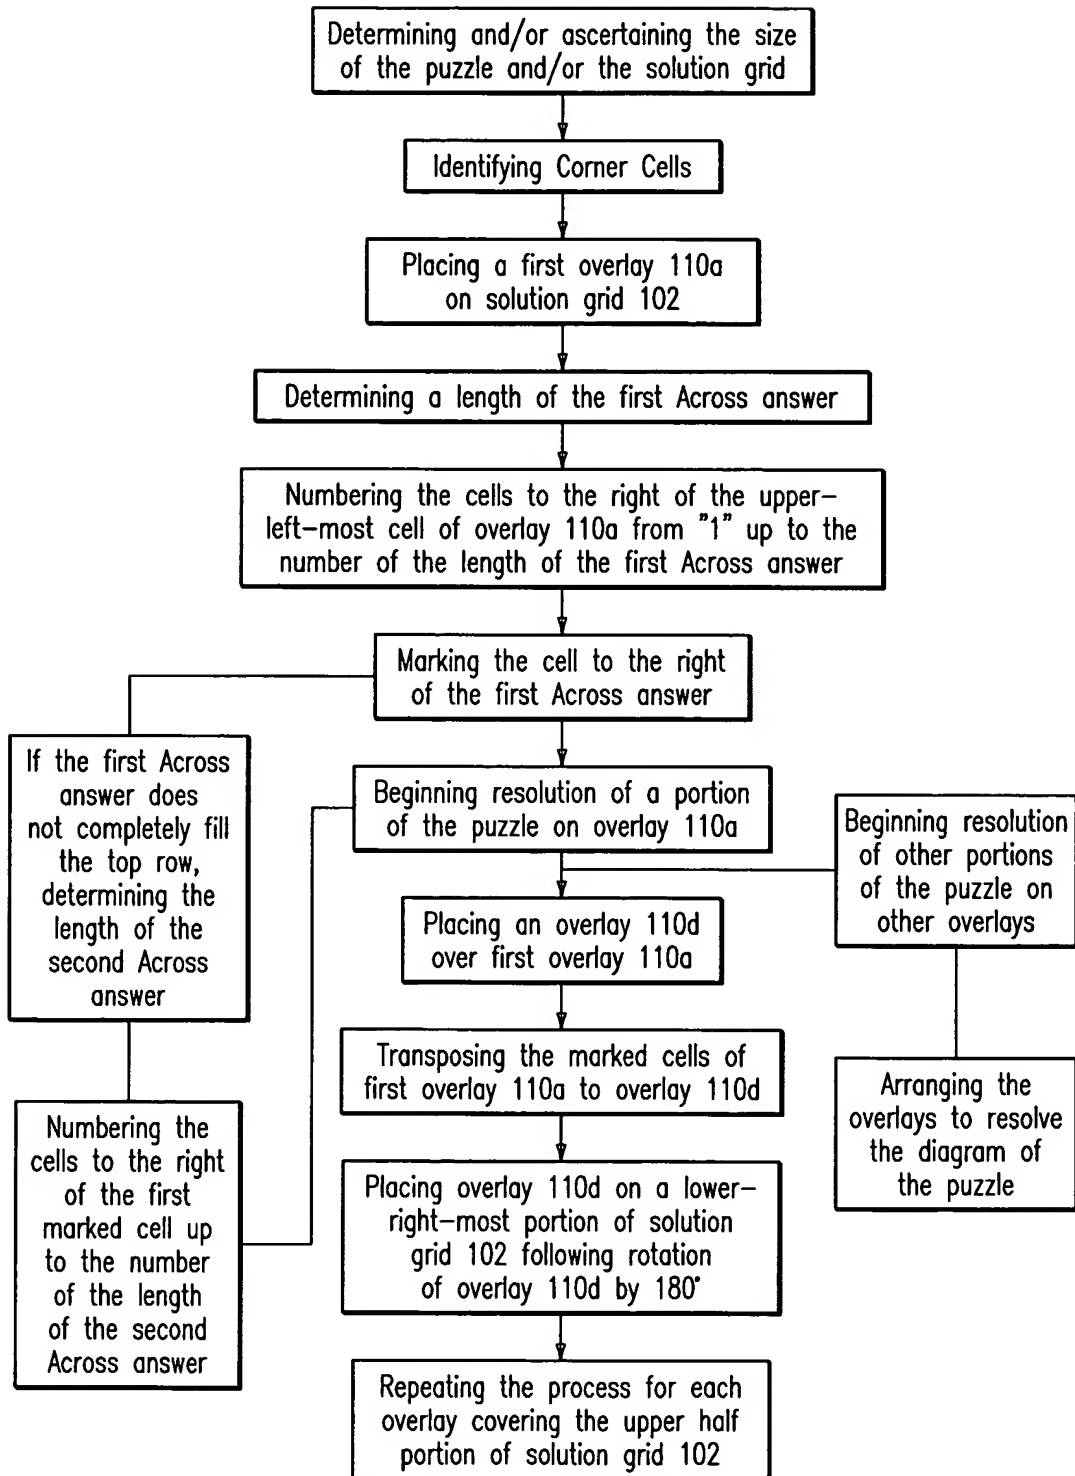 Determining and/or ascertaining the size
of the puzzle and/or the solution grid
Identifying Corner Cells
Placing a first overlay 110a
on solution grid 102
Determining a length of the first Across answer
Numbering the cells to the right of the upper-
left-most cell of overlay 110a from "1" up to the
number of the length of the first Across answer
Marking the cell to the right
of the first Across answer
If the first Across
answer does
not completely fill
the top row,
determining the
length of the
second Across
answer
Numbering the
cells to the right
of the first
marked cell up
to the number
of the length
of the second
Across answer
Beginning resolution of a portion
of the puzzle on overlay 110a
Beginning resolution
of other portions
of the puzzle on
other overlays
Arranging the
overlays to resolve
the diagram of
the puzzle
Placing an overlay 110d
over first overlay 110a
Transposing the marked cells of
first overlay 110a to overlay 110d
Placing overlay 110d on a lower-
right-most portion of solution
grid 102 following rotation
of overlay 110d by 180°
Repeating the process for each
overlay covering the upper half
portion of solution grid 102